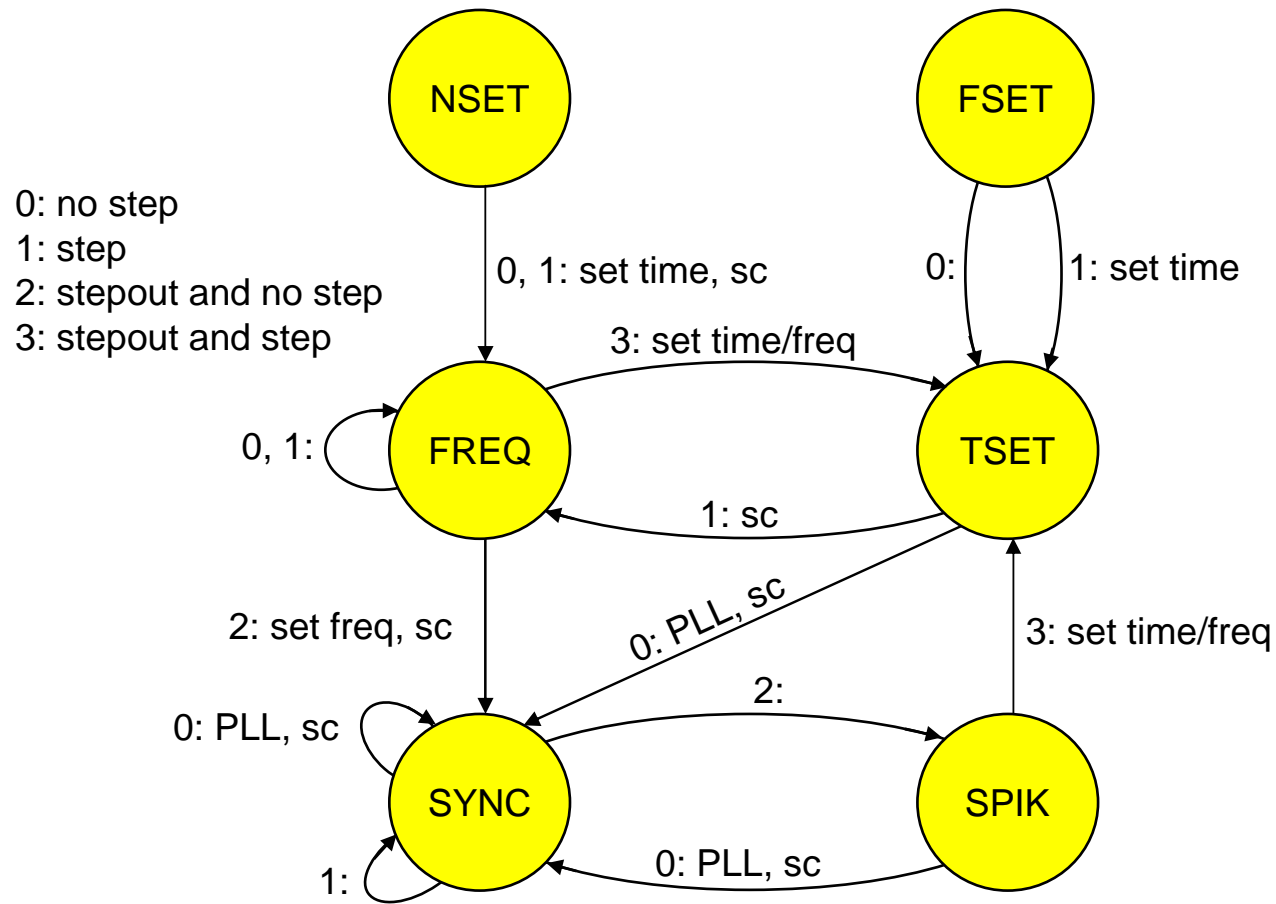 NSET
FSET
0: no step
1: step
2: stepout and no step
3: stepout and step
0, 1: set time, sc
0:
1: set time
3: set time/freq
0, 1:
FREQ
TSET
1: sc
0: PLL, sc
2: set freq, sc
3: set time/freq
2:
0: PLL, sc
SYNC
SPIK
0: PLL, sc
1: